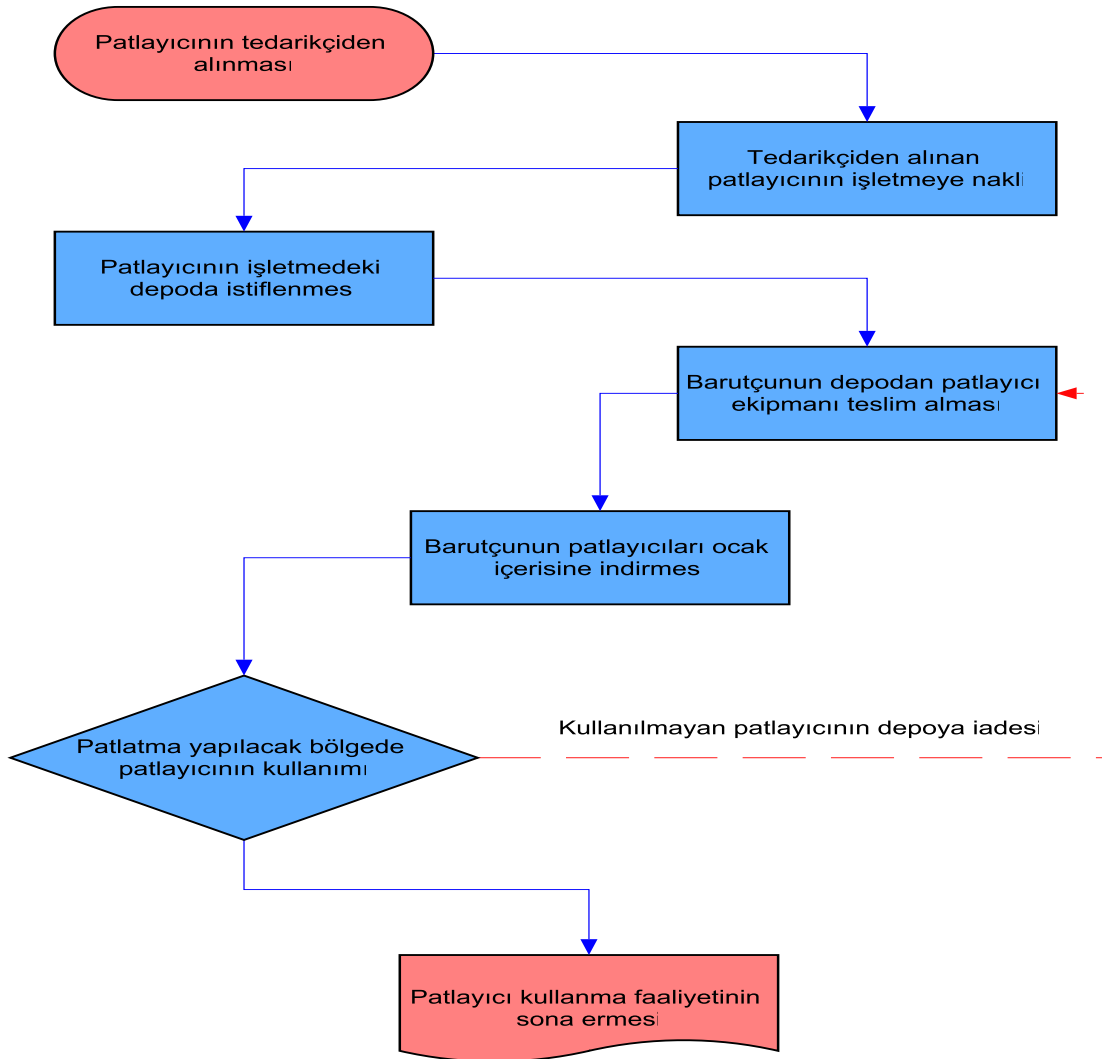 Patlayıcının tedarikçiden
alınması
Tedarikçiden alınan
patlayıcının işletmeye nakli
Patlayıcının işletmedeki
depoda istiflenmes
Barutçunun depodan patlayıcı
ekipmanı teslim alması
Barutçunun patlayıcıları ocak
içerisine indirmes
Kullanılmayan patlayıcının depoya iadesi
Patlatma yapılacak bölgede
patlayıcının kullanımı
Patlayıcı kullanma faaliyetinin
sona ermesi